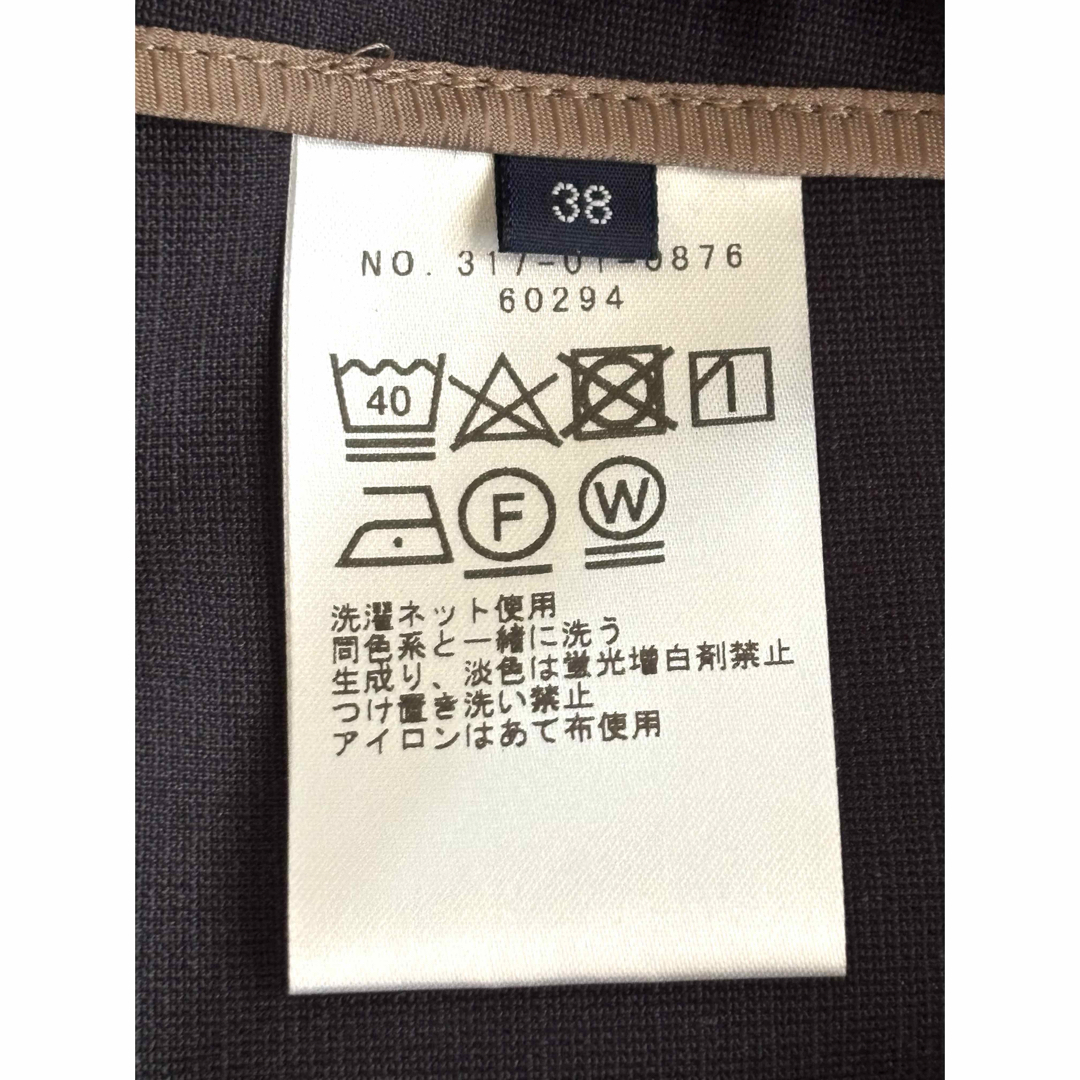 38
NO. 317-01-0876
60294
40
F
W
洗濯ネット使用
同色系と一緒に洗う
生成り、淡色は蛍光増白剤禁止
つけ置き洗い禁止
アイロンはあて布使用